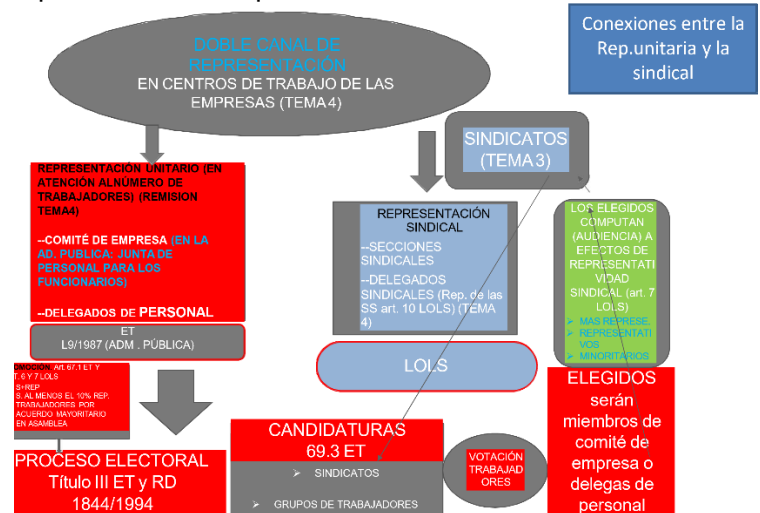 Conexiones entre la
Rep.unitaria y la
sindical
DOBLE CANAL DE
REPRESENTACIÓN
EN CENTROS DE TRABAJO DE LAS
EMPRESAS (TEMA4)
SINDICATOS
(TEMA3)
REPRESENTACIÓN UNITARIO (EN
ATENCIÓN ALNÚMERO DE
TRABAJADORES) (REMISION
TEMA4)
--COMITÉ DE EMPRESA (EN LA
AD. PUBLICA: JUNTA DE
PERSONAL PARA LOS
FUNCIONARIOS)
--DELEGADOS DE PERSONAL
ET
L9/1987 (ADM . PÚBLICA)
REPRESENTACIÓN
SINDICAL
--SECCIONES
SINDICALES
--DELEGADOS
SINDICALES (Rep. de las
SS art. 10 LOLS) (TEMA
4)
LOLS
LOS ELEGIDOS
COMPUTAN
(AUDIENCIA) A
EFECTOS DE
REPRESENTATI
VIDAD
SINDICAL (art. 7
LOLS)
➢ MAS REPRESE.
➢ REPRESENTATI
VOS
➢ MINORITARIOS
OMOCIÓN: Art. 67.1 ET Y
T. 6 Y 7 LOLS
S+REP
S. AL MENOS EL 10% REP.
TRABAJADORES POR
ACUERDO MAYORITARIO
EN ASAMBLEA
PROCESO ELECTORAL
Título III ET y RD
1844/1994
CANDIDATURAS
69.3 ET
➢ SINDICATOS
➢ GRUPOS DE TRABAJADORES
VOTACIÓN
TRABAJAD
ORES
ELEGIDOS
serán
miembros de
comité de
empresa o
delegas de
personal